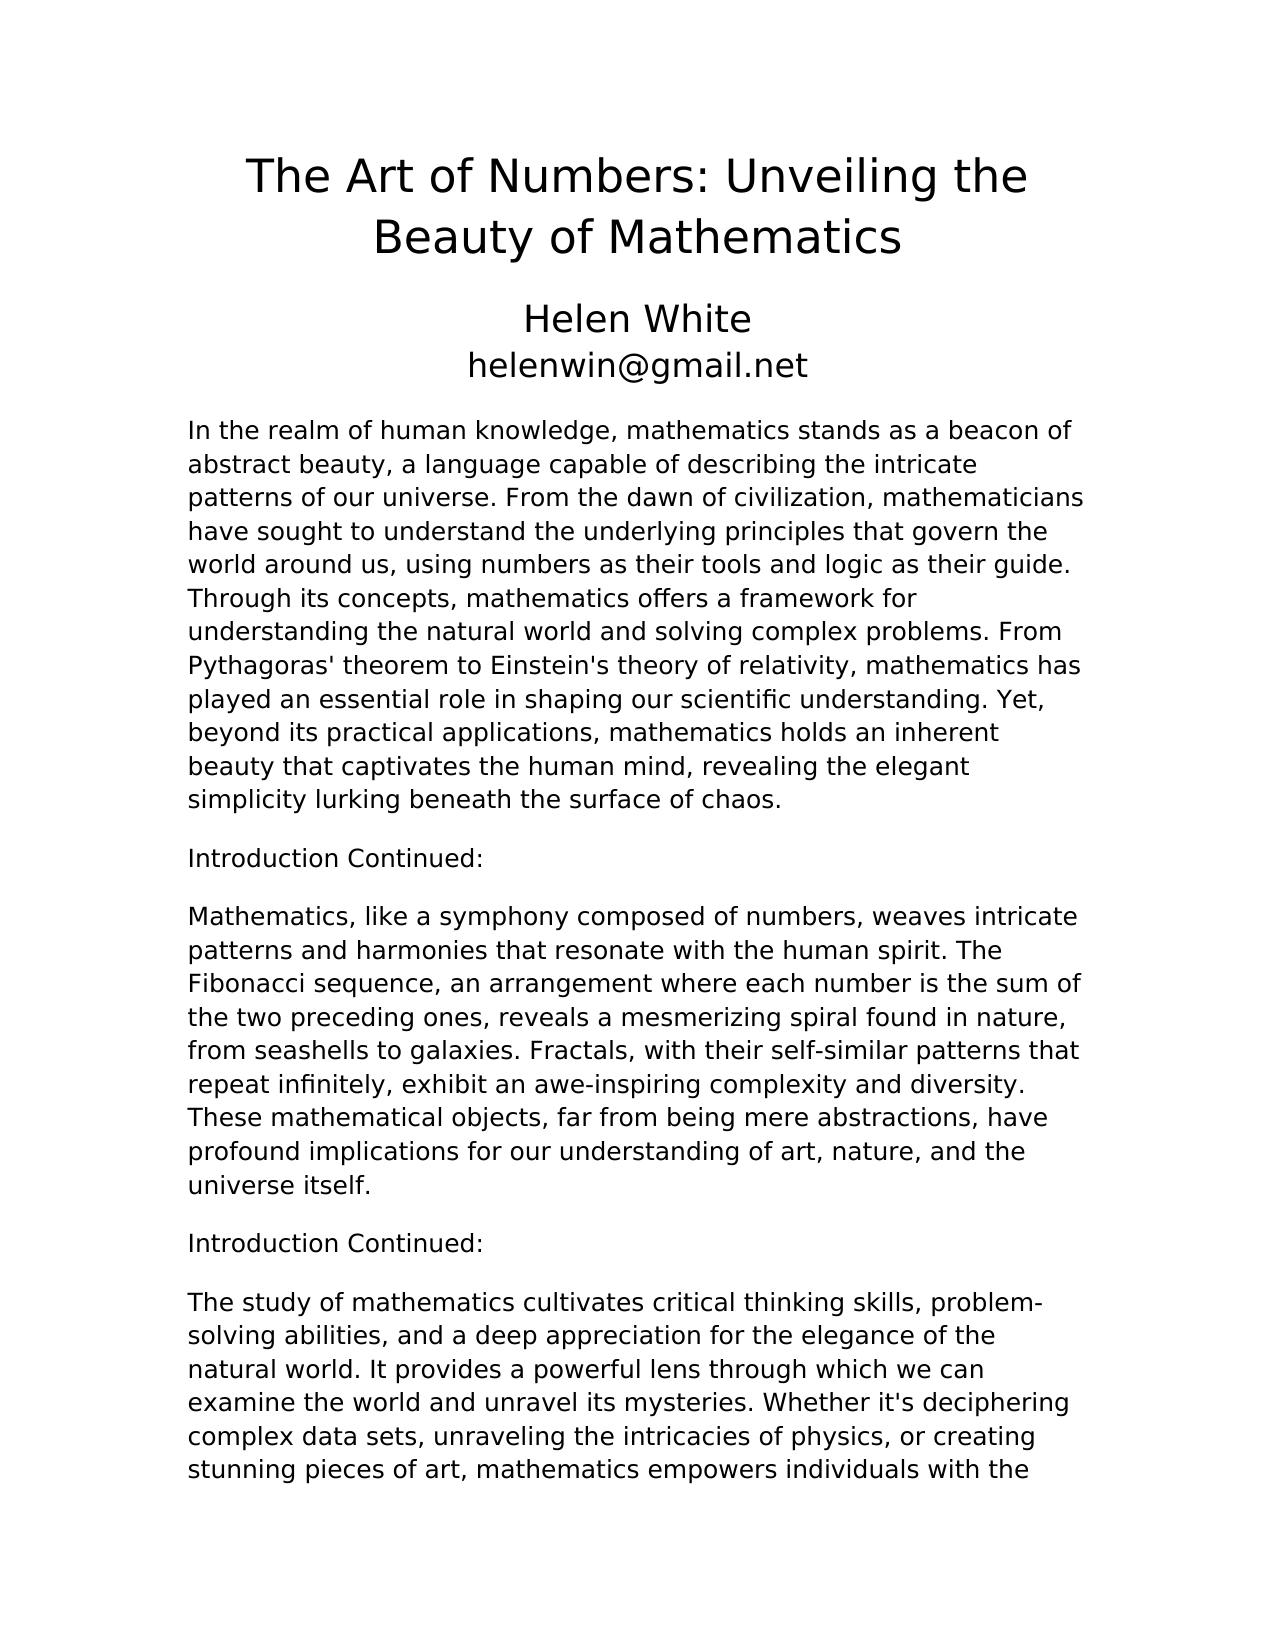 The Art of Numbers: Unveiling the
Beauty of Mathematics
Helen White
helenwin@gmail.net
In the realm of human knowledge, mathematics stands as a beacon of
abstract beauty, a language capable of describing the intricate
patterns of our universe. From the dawn of civilization, mathematicians
have sought to understand the underlying principles that govern the
world around us, using numbers as their tools and logic as their guide.
Through its concepts, mathematics offers a framework for
understanding the natural world and solving complex problems. From
Pythagoras' theorem to Einstein's theory of relativity, mathematics has
played an essential role in shaping our scientific understanding. Yet,
beyond its practical applications, mathematics holds an inherent
beauty that captivates the human mind, revealing the elegant
simplicity lurking beneath the surface of chaos.
Introduction Continued:
Mathematics, like a symphony composed of numbers, weaves intricate
patterns and harmonies that resonate with the human spirit. The
Fibonacci sequence, an arrangement where each number is the sum of
the two preceding ones, reveals a mesmerizing spiral found in nature,
from seashells to galaxies. Fractals, with their self-similar patterns that
repeat infinitely, exhibit an awe-inspiring complexity and diversity.
These mathematical objects, far from being mere abstractions, have
profound implications for our understanding of art, nature, and the
universe itself.
Introduction Continued:
The study of mathematics cultivates critical thinking skills, problem-
solving abilities, and a deep appreciation for the elegance of the
natural world. It provides a powerful lens through which we can
examine the world and unravel its mysteries. Whether it's deciphering
complex data sets, unraveling the intricacies of physics, or creating
stunning pieces of art, mathematics empowers individuals with the